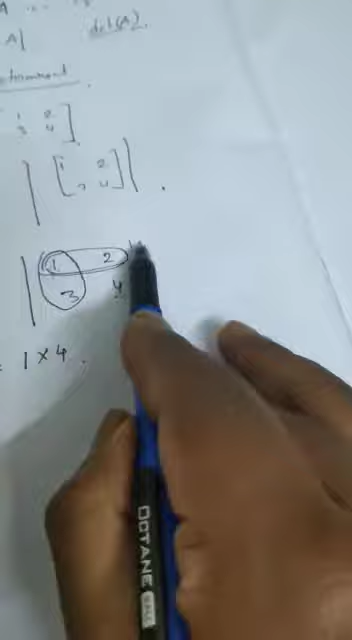 |A|
det(A).
1 2
3 4 ].
| [ 1 2
3 4 ] | .
| 1 2
3 4
= 1 × 4 .
OCTANE